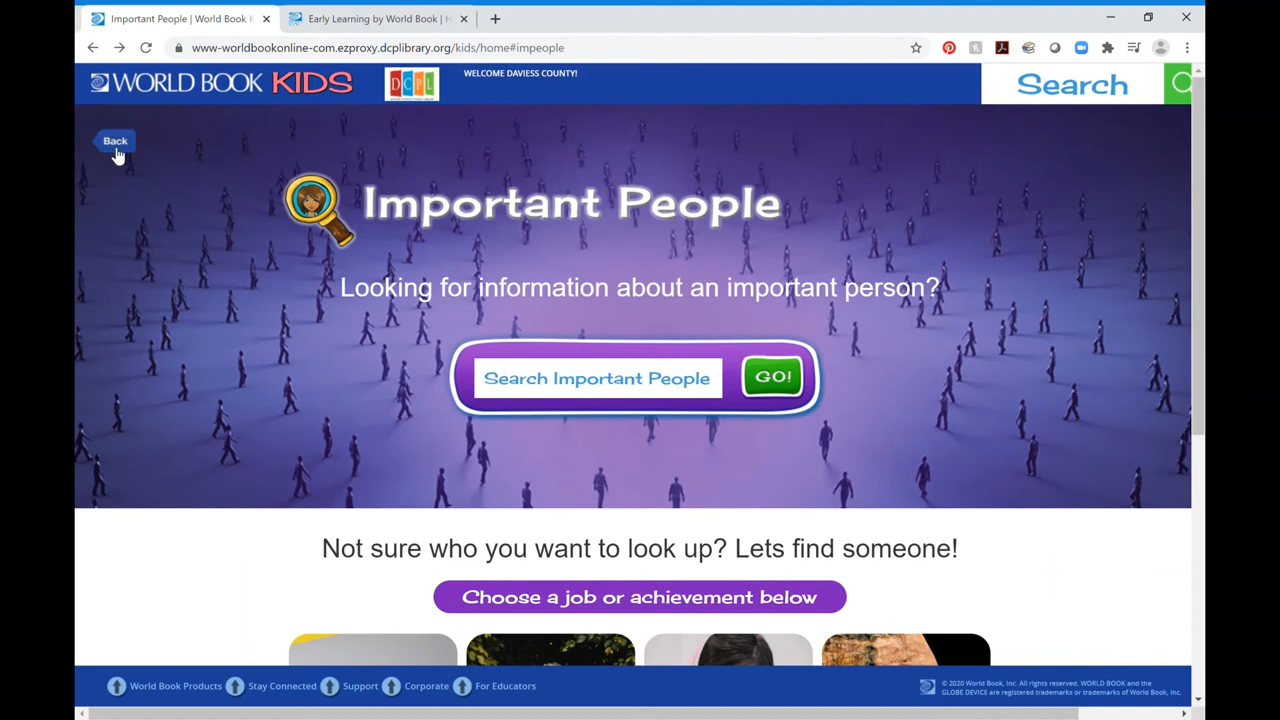 Important People | World Book K
Early Learning by World Book | H
www-worldbookonline-com.ezproxy.dcplibrary.org/kids/home#impeople
WORLD BOOK KIDS
DCPL
WELCOME DAVIESS COUNTY!
Search
Back
Important People
Looking for information about an important person?
Search Important People
GO!
Not sure who you want to look up? Lets find someone!
Choose a job or achievement below
World Book Products
Stay Connected
Support
Corporate
For Educators
© 2020 World Book, Inc. All rights reserved. WORLD BOOK and the
GLOBE DEVICE are registered trademarks or trademarks of World Book, Inc.